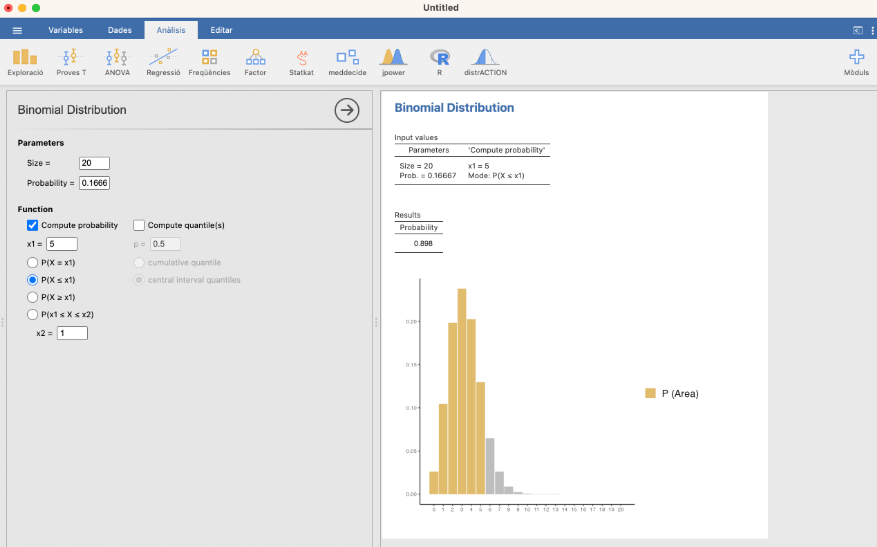 Untitled
Variables Dades Anàlisis Editar
Exploració Proves T ANOVA Regressió Freqüències Factor Statkat meddecide jpower R distrACTION Mòduls
Binomial Distribution
Parameters
Size = 20
Probability = 0.1666
Function
Compute probability Compute quantile(s)
x1 = 5 p = 0.5
P(X = x1) cumulative quantile
P(X ≤ x1) central interval quantiles
P(X ≥ x1)
P(x1 ≤ X ≤ x2)
x2 = 1
Binomial Distribution
Input values
Parameters 'Compute probability'
Size = 20 x1 = 5
Prob. = 0.16667 Mode: P(X ≤ x1)
Results
Probability
0.898
0.20
0.15
0.10
0.05
0.00
0 1 2 3 4 5 6 7 8 9 10 11 12 13 14 15 16 17 18 19 20
P (Area)